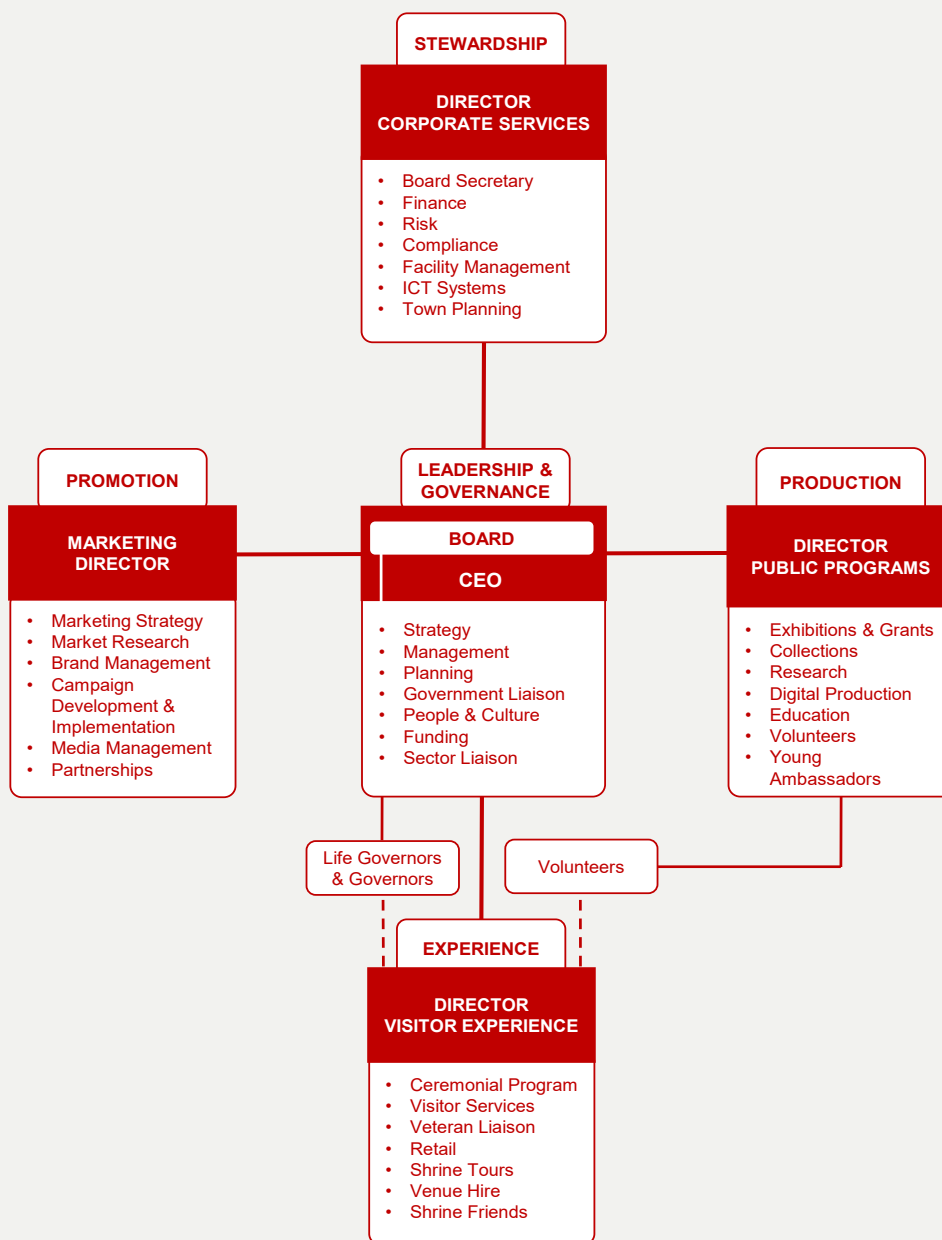 STEWARDSHIP
DIRECTOR
CORPORATE SERVICES
• Board Secretary
• Finance
• Risk
• Compliance
• Facility Management
• ICT Systems
• Town Planning
PROMOTION
MARKETING
DIRECTOR
• Marketing Strategy
• Market Research
• Brand Management
• Campaign
Development &
Implementation
• Media Management
• Partnerships
LEADERSHIP &
GOVERNANCE
BOARD
CEO
• Strategy
• Management
• Planning
• Government Liaison
• People & Culture
• Funding
• Sector Liaison
PRODUCTION
DIRECTOR
PUBLIC PROGRAMS
• Exhibitions & Grants
• Collections
• Research
• Digital Production
• Education
• Volunteers
• Young
Ambassadors
Life Governors
& Governors
Volunteers
EXPERIENCE
DIRECTOR
VISITOR EXPERIENCE
• Ceremonial Program
• Visitor Services
• Veteran Liaison
• Retail
• Shrine Tours
• Venue Hire
• Shrine Friends